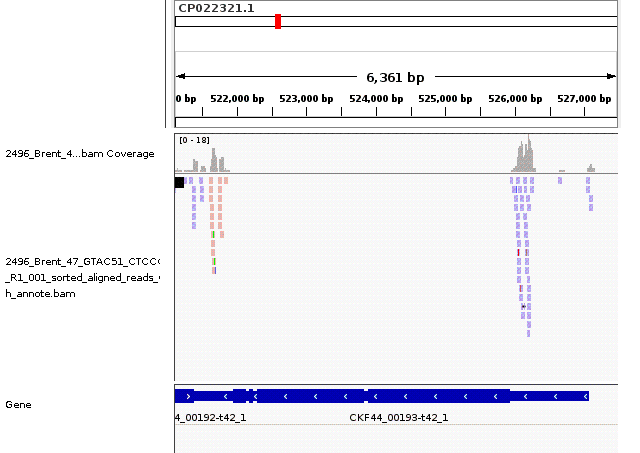 CP022321.1
6,361 bp
0 bp 522,000 bp 523,000 bp 524,000 bp 525,000 bp 526,000 bp 527,000 bp
[0 - 18]
2496_Brent_4...bam Coverage
2496_Brent_47_GTAC51_CTCC
_R1_001_sorted_aligned_reads_
h_annote.bam
Gene
4_00192-t42_1 CKF44_00193-t42_1